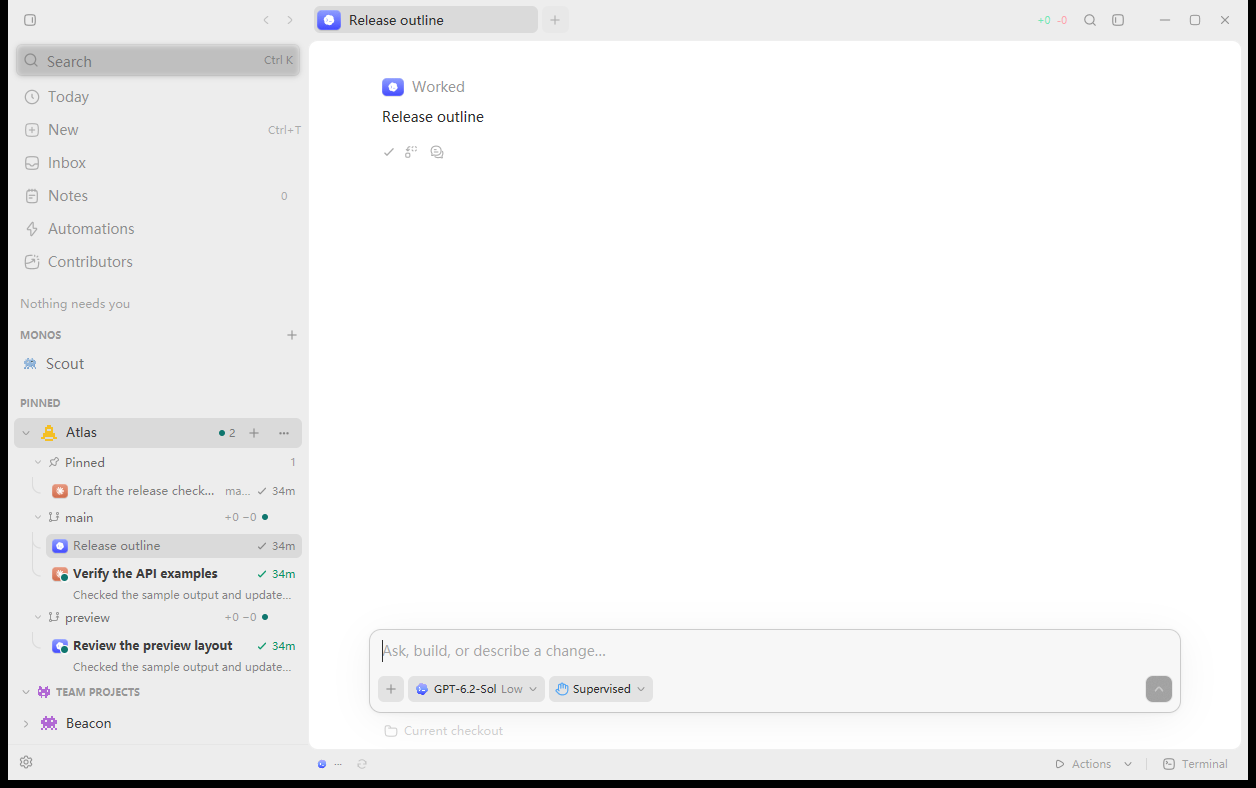 Release outline
+0 -0
Search Ctrl K
Today
New Ctrl+T
Inbox
Notes 0
Automations
Contributors
Nothing needs you
MONOS
Scout
PINNED
Atlas 2
Pinned 1
Draft the release check... ma... 34m
main +0 −0
Release outline 34m
Verify the API examples 34m
Checked the sample output and update...
preview +0 −0
Review the preview layout 34m
Checked the sample output and update...
TEAM PROJECTS
Beacon
Worked
Release outline
Ask, build, or describe a change...
GPT-6.2-Sol Low Supervised
Current checkout
Actions Terminal